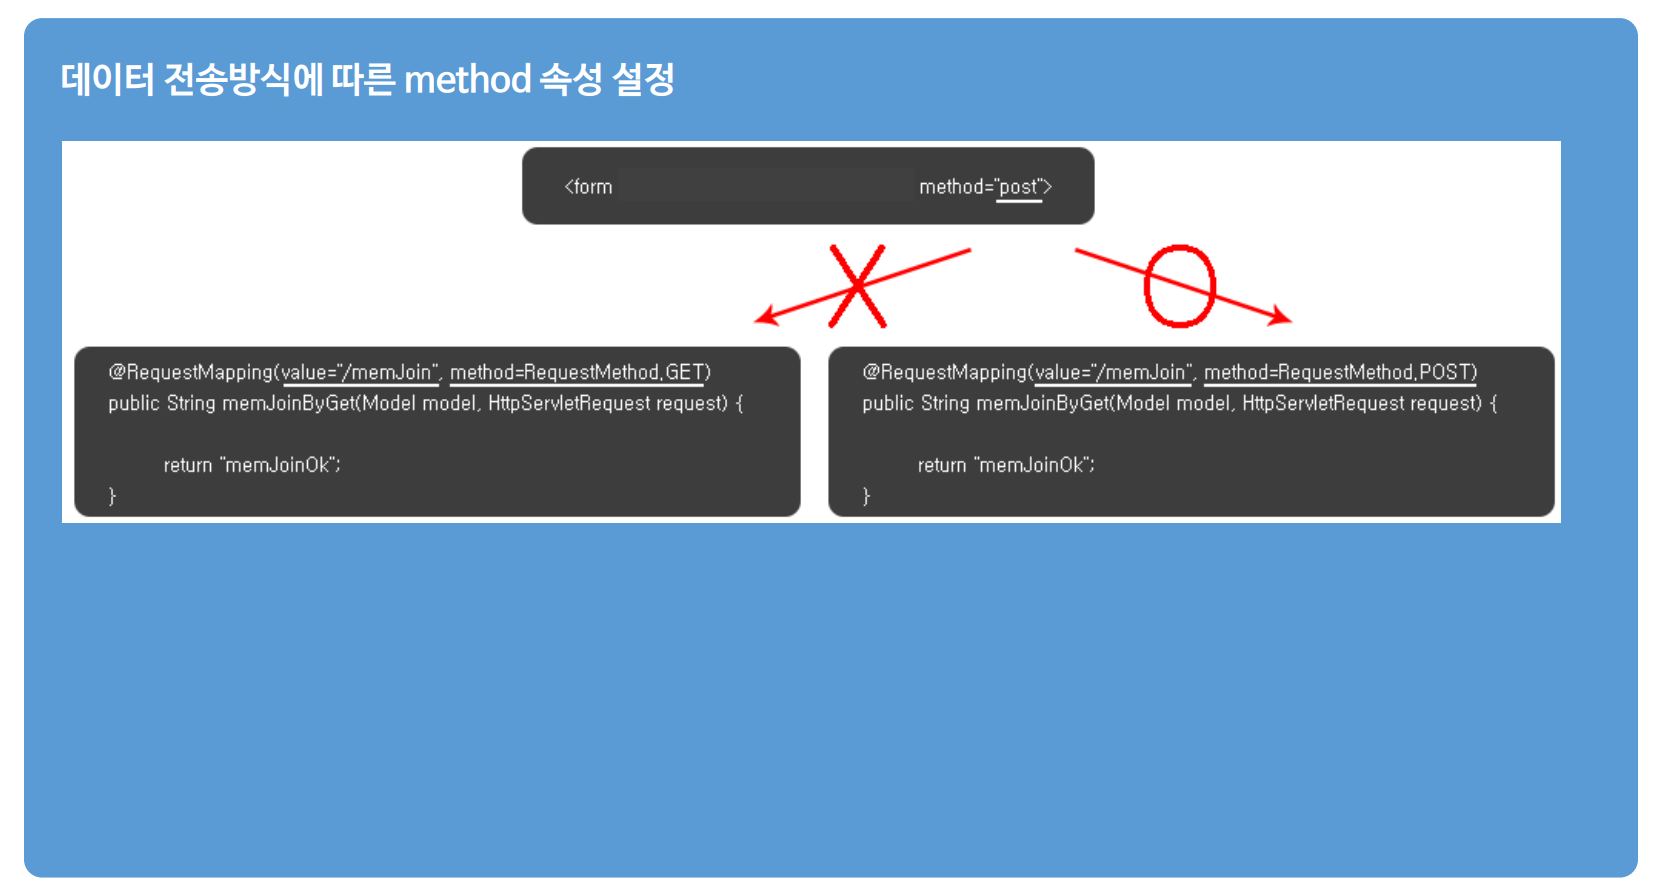 데이터 전송방식에 따른 method 속성 설정
<form method="post">
@RequestMapping(value="/memJoin", method=RequestMethod.GET)
public String memJoinByGet(Model model, HttpServletRequest request) {
return "memJoinOk";
}
@RequestMapping(value="/memJoin", method=RequestMethod.POST)
public String memJoinByGet(Model model, HttpServletRequest request) {
return "memJoinOk";
}